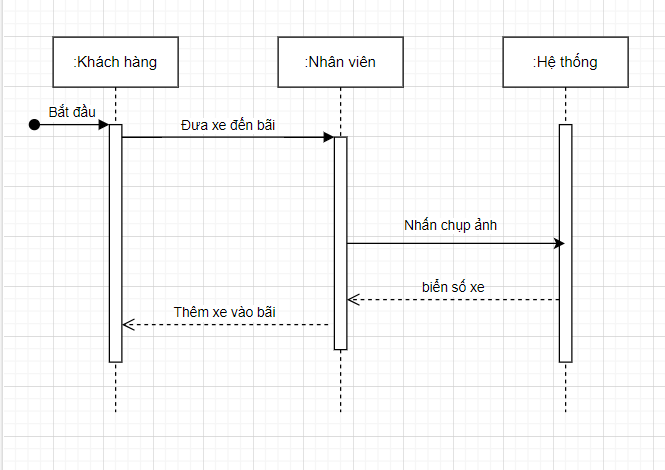 :Khách hàng
:Nhân viên
:Hệ thống
Bắt đầu
Đưa xe đến bãi
Nhấn chụp ảnh
biển số xe
Thêm xe vào bãi